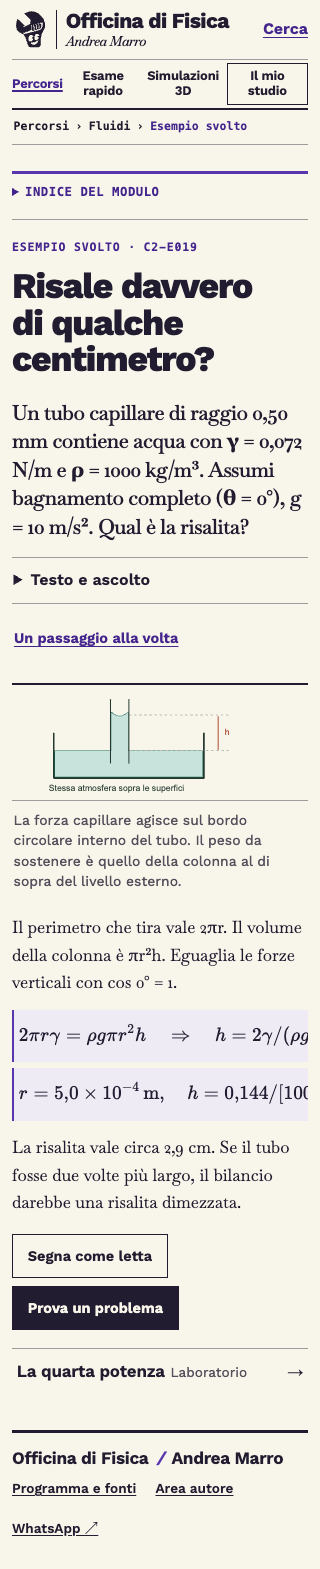 Officina di Fisica
Andrea Marro
Cerca
Percorsi
Esame rapido
Simulazioni 3D
Il mio studio
Percorsi › Fluidi › Esempio svolto
▶ INDICE DEL MODULO
ESEMPIO SVOLTO · C2–E019
Risale davvero
di qualche
centimetro?
Un tubo capillare di raggio 0,50
mm contiene acqua con γ = 0,072
N/m e ρ = 1000 kg/m³. Assumi
bagnamento completo (θ = 0°), g
= 10 m/s². Qual è la risalita?
▶ Testo e ascolto
Un passaggio alla volta
h
Stessa atmosfera sopra le superfici
La forza capillare agisce sul bordo
circolare interno del tubo. Il peso da
sostenere è quello della colonna al di
sopra del livello esterno.
Il perimetro che tira vale 2πr. Il volume
della colonna è πr²h. Eguaglia le forze
verticali con cos 0° = 1.
2πrγ = ρgπr²h ⇒ h = 2γ/(ρg
r = 5,0 × 10⁻⁴ m, h = 0,144/[100
La risalita vale circa 2,9 cm. Se il tubo
fosse due volte più largo, il bilancio
darebbe una risalita dimezzata.
Segna come letta
Prova un problema
La quarta potenza Laboratorio →
Officina di Fisica / Andrea Marro
Programma e fonti Area autore
WhatsApp ↗